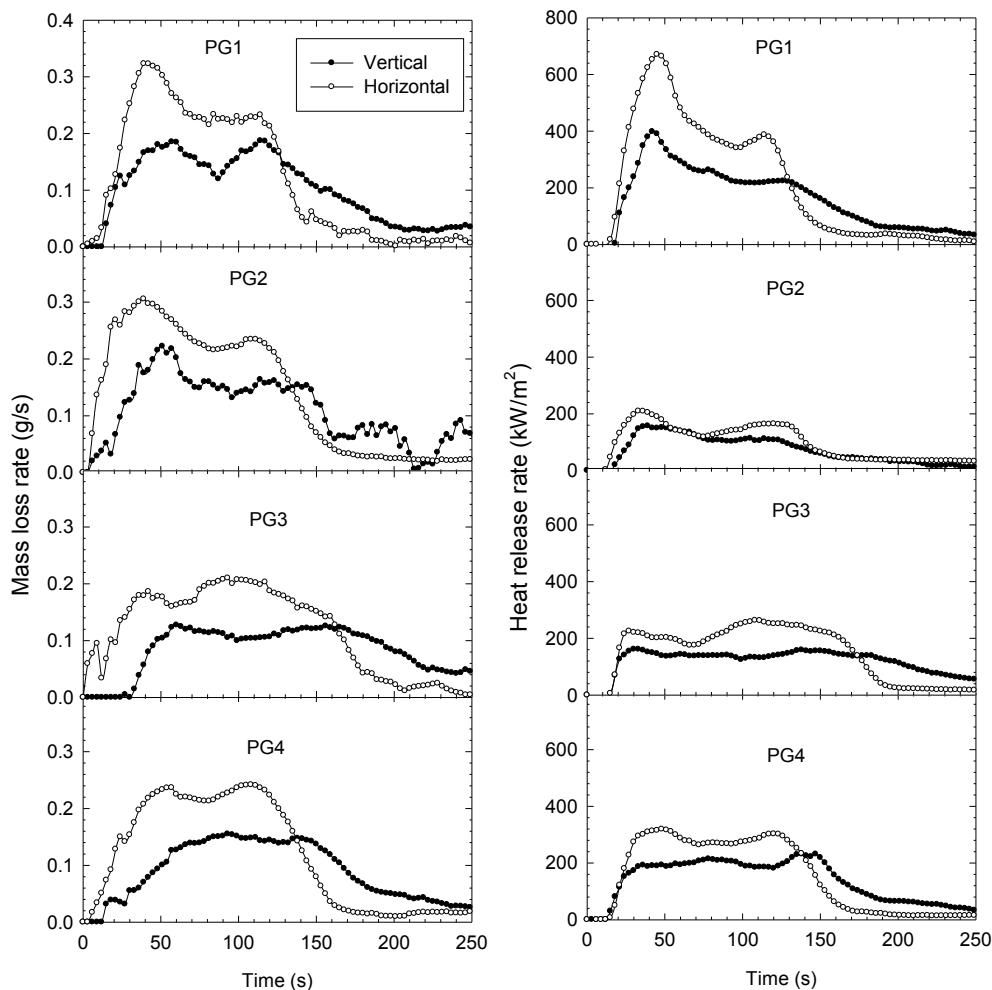 Mass loss rate (g/s)
0.4
PG1
Vertical
Horizontal
0.3
0.2
0.1
0.0
PG2
0.3
0.2
0.1
0.0
PG3
0.3
0.2
0.1
0.0
PG4
0.3
0.2
0.1
0.0
0 50 100 150 200 250
Time (s)
Heat release rate (kW/m²)
800
PG1
600
400
200
0
PG2
600
400
200
0
PG3
600
400
200
0
PG4
600
400
200
0
0 50 100 150 200 250
Time (s)